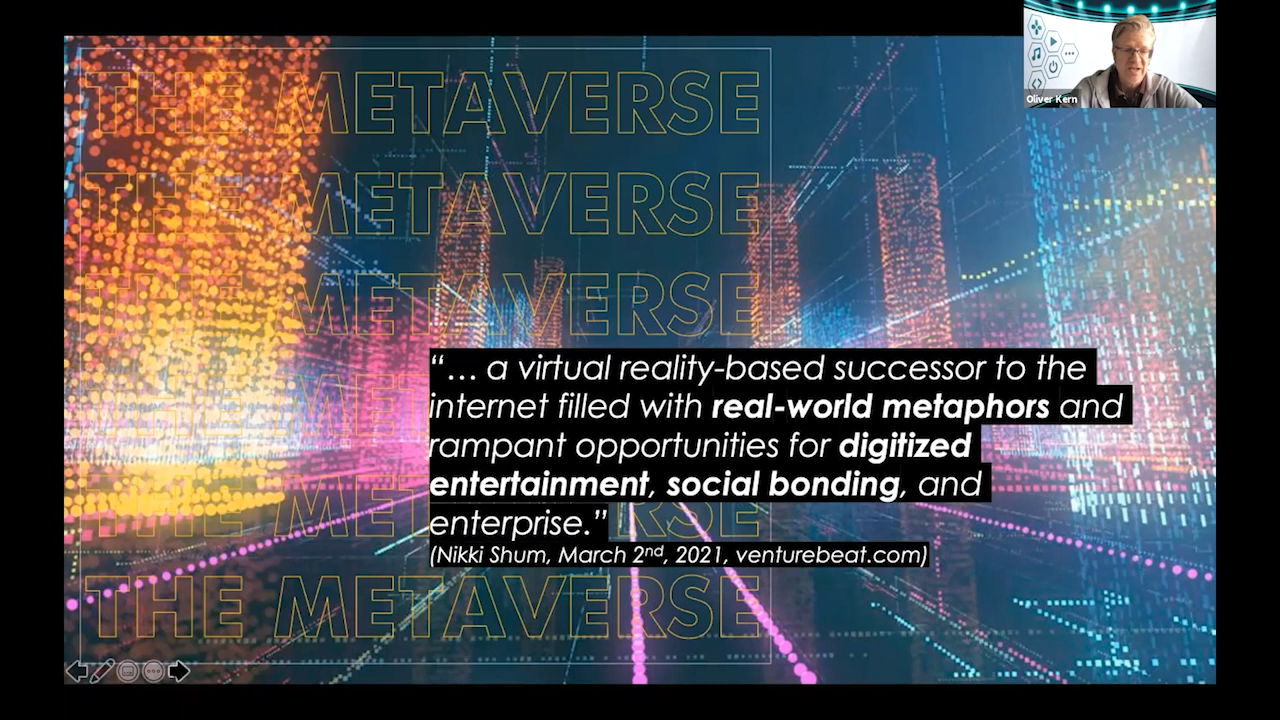 Oliver Kern
THE METAVERSE
THE METAVERSE
THE METAVERSE
“… a virtual reality-based successor to the
internet filled with real-world metaphors and
rampant opportunities for digitized
entertainment, social bonding, and
enterprise.”
(Nikki Shum, March 2nd, 2021, venturebeat.com)
THE METAVERSE